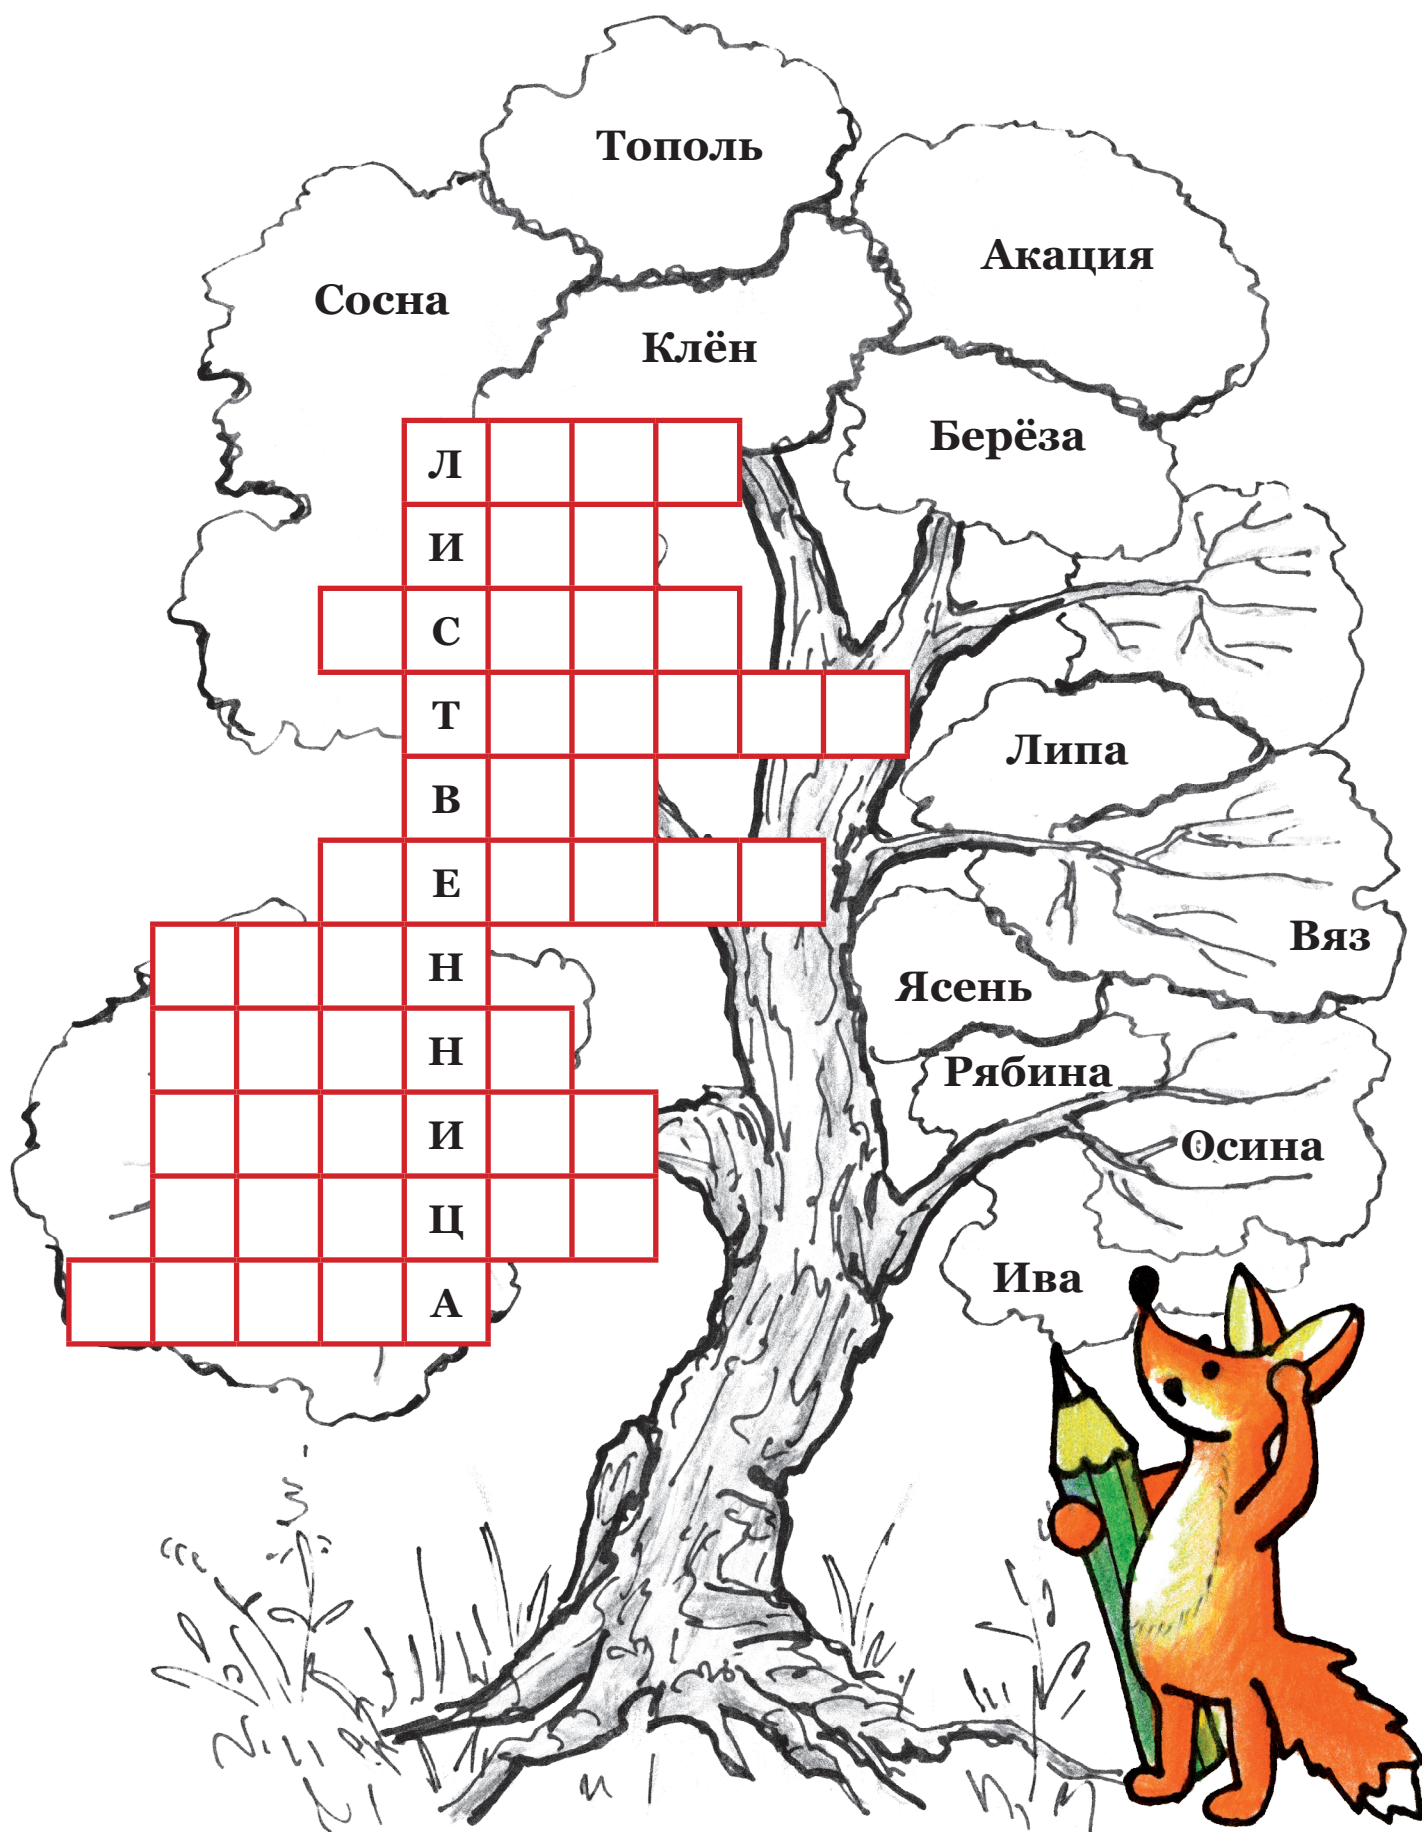 Тополь
Акация
Сосна
Клён
Берёза
Л
И
С
Т
Липа
В
Е
Вяз
Н
Ясень
Н
Рябина
И
Осина
Ц
Ива
А